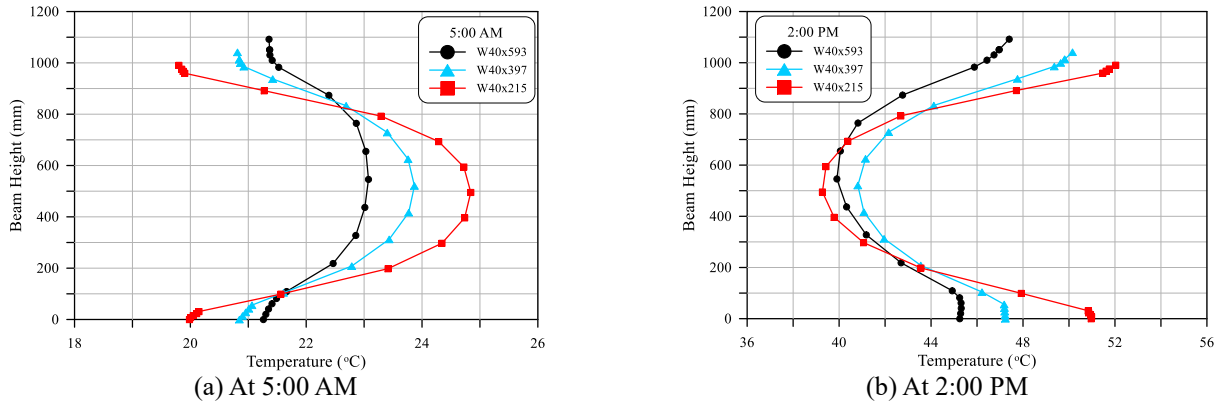 1200
1000
800
600
400
200
0
Beam Height (mm)
18
20
22
24
26
Temperature (°C)
5:00 AM
W40x593
W40x397
W40x215
(a) At 5:00 AM
1200
1000
800
600
400
200
0
Beam Height (mm)
36
40
44
48
52
56
Temperature (°C)
2:00 PM
W40x593
W40x397
W40x215
(b) At 2:00 PM